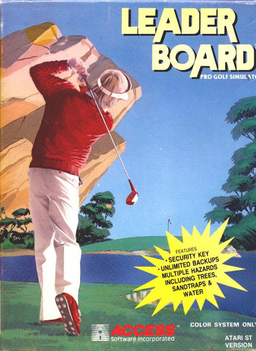 LEADER
BOARD
PRO GOLF SIMULATOR
FEATURES
• SECURITY KEY
• UNLIMITED BACKUPS
MULTIPLE HAZARDS
INCLUDING TREES,
SANDTRAPS &
WATER
COLOR SYSTEM ONLY
ATARI ST
VERSION
ACCESS
Software Incorporated